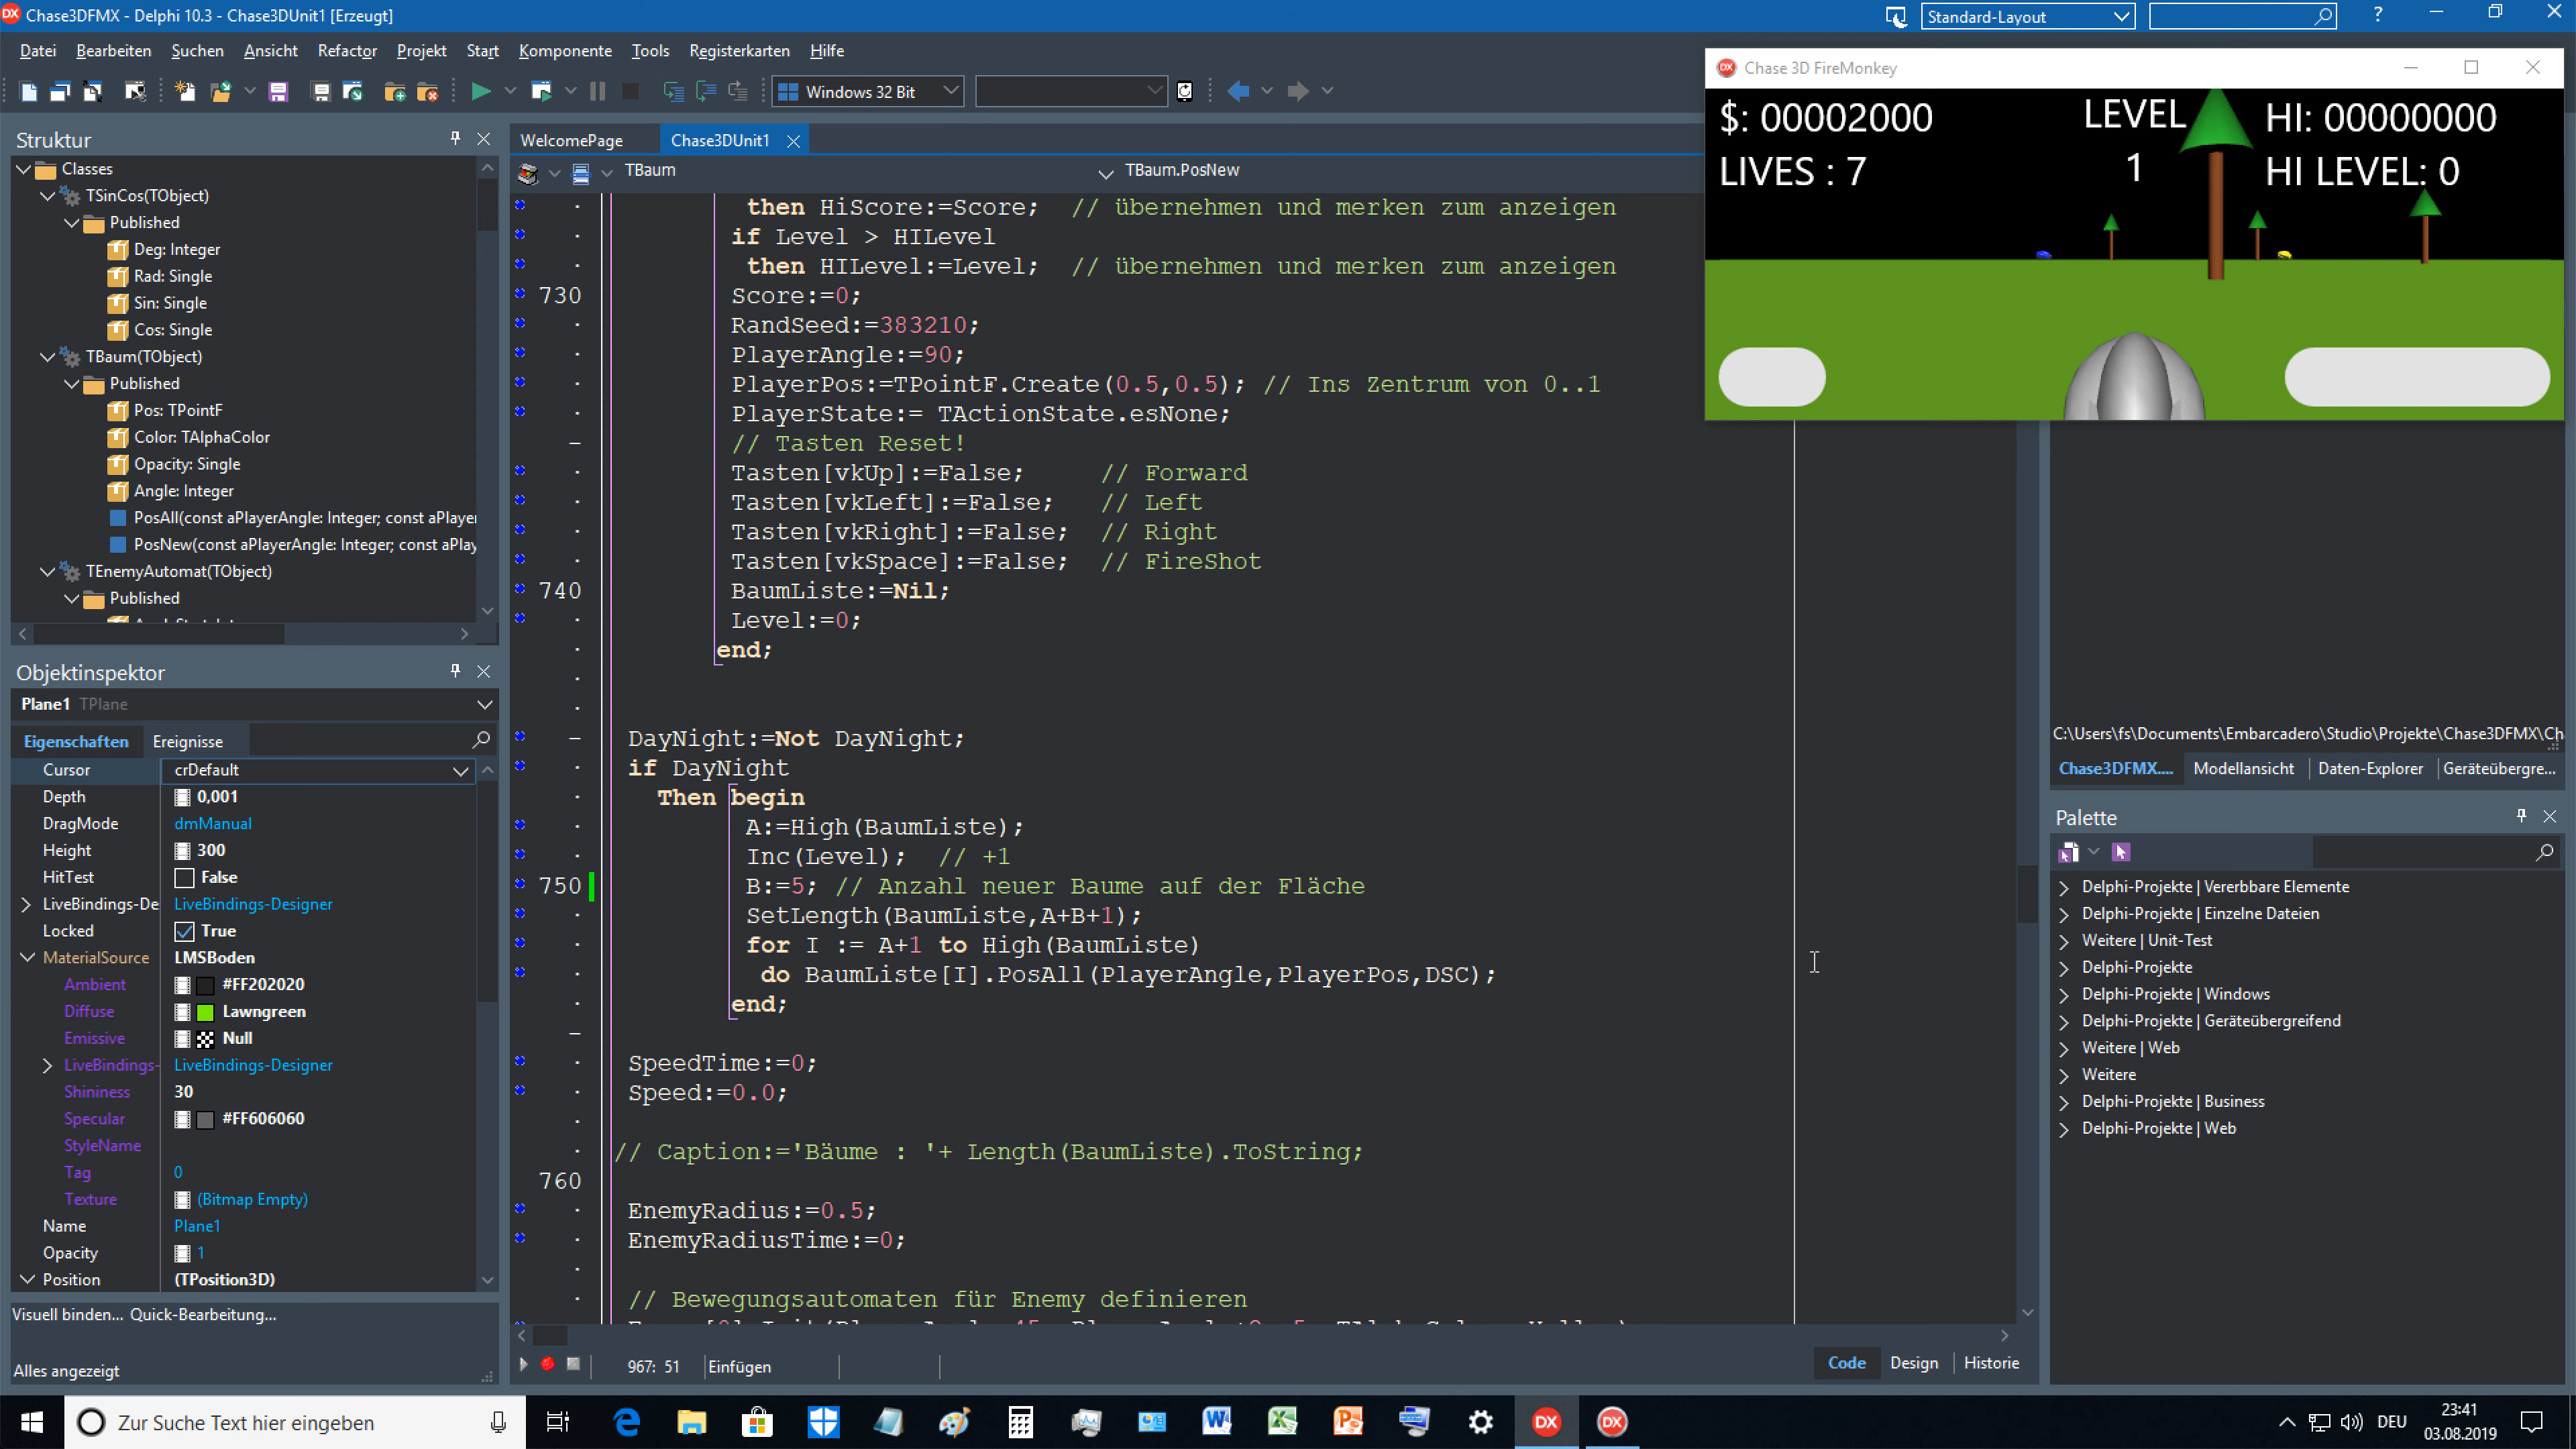 Chase3DFMX - Delphi 10.3 - Chase3DUnit1 [Erzeugt]
Standard-Layout
?
Datei Bearbeiten Suchen Ansicht Refactor Projekt Start Komponente Tools Registerkarten Hilfe
Windows 32 Bit
Struktur
Classes
TSinCos(TObject)
Published
Deg: Integer
Rad: Single
Sin: Single
Cos: Single
TBaum(TObject)
Published
Pos: TPointF
Color: TAlphaColor
Opacity: Single
Angle: Integer
PosAll(const aPlayerAngle: Integer; const aPlayer
PosNew(const aPlayerAngle: Integer; const aPlay
TEnemyAutomat(TObject)
Published
Objektinspektor
Plane1 TPlane
Eigenschaften Ereignisse
Cursor crDefault
Depth 0,001
DragMode dmManual
Height 300
HitTest False
LiveBindings-De LiveBindings-Designer
Locked True
MaterialSource LMSBoden
Ambient #FF202020
Diffuse Lawngreen
Emissive Null
LiveBindings- LiveBindings-Designer
Shininess 30
Specular #FF606060
StyleName
Tag 0
Texture (Bitmap Empty)
Name Plane1
Opacity 1
Position (TPosition3D)
Visuell binden... Quick-Bearbeitung...
Alles angezeigt
WelcomePage Chase3DUnit1
TBaum TBaum.PosNew
then HiScore:=Score; // übernehmen und merken zum anzeigen
if Level > HILevel
then HILevel:=Level; // übernehmen und merken zum anzeigen
730 Score:=0;
RandSeed:=383210;
PlayerAngle:=90;
PlayerPos:=TPointF.Create(0.5,0.5); // Ins Zentrum von 0..1
PlayerState:= TActionState.esNone;
// Tasten Reset!
Tasten[vkUp]:=False; // Forward
Tasten[vkLeft]:=False; // Left
Tasten[vkRight]:=False; // Right
Tasten[vkSpace]:=False; // FireShot
740 BaumListe:=Nil;
Level:=0;
end;
DayNight:=Not DayNight;
if DayNight
Then begin
A:=High(BaumListe);
Inc(Level); // +1
750 B:=5; // Anzahl neuer Baume auf der Fläche
SetLength(BaumListe,A+B+1);
for I := A+1 to High(BaumListe)
do BaumListe[I].PosAll(PlayerAngle,PlayerPos,DSC);
end;
SpeedTime:=0;
Speed:=0.0;
// Caption:='Bäume : '+ Length(BaumListe).ToString;
760
EnemyRadius:=0.5;
EnemyRadiusTime:=0;
// Bewegungsautomaten für Enemy definieren
967: 51 Einfügen
Code Design Historie
Chase 3D FireMonkey
$: 00002000 LEVEL HI: 00000000
LIVES : 7 1 HI LEVEL: 0
C:\Users\fs\Documents\Embarcadero\Studio\Projekte\Chase3DFMX\Ch
Chase3DFMX.... Modellansicht Daten-Explorer Geräteübergre...
Palette
Delphi-Projekte | Vererbbare Elemente
Delphi-Projekte | Einzelne Dateien
Weitere | Unit-Test
Delphi-Projekte
Delphi-Projekte | Windows
Delphi-Projekte | Geräteübergreifend
Weitere | Web
Weitere
Delphi-Projekte | Business
Delphi-Projekte | Web
Zur Suche Text hier eingeben
DEU
23:41
03.08.2019